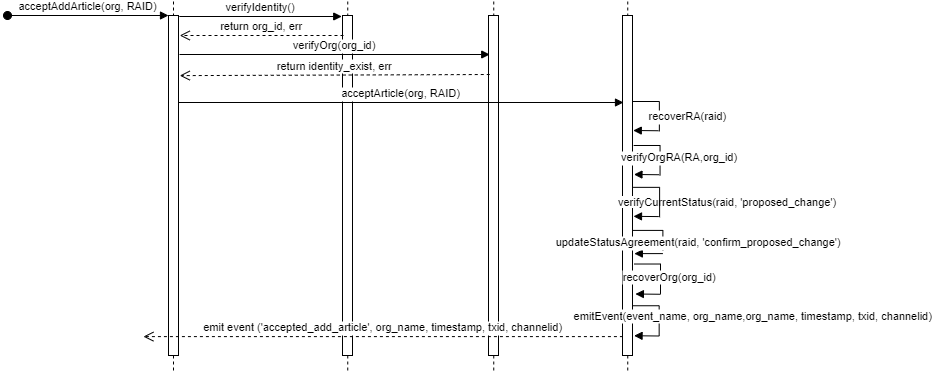 acceptAddArticle(org, RAID)
verifyIdentity()
return org_id, err
verifyOrg(org_id)
return identity_exist, err
acceptArticle(org, RAID)
recoverRA(raid)
verifyOrgRA(RA,org_id)
verifyCurrentStatus(raid, 'proposed_change')
updateStatusAgreement(raid, 'confirm_proposed_change')
recoverOrg(org_id)
emitEvent(event_name, org_name,org_name, timestamp, txid, channelid)
emit event ('accepted_add_article', org_name, timestamp, txid, channelid)